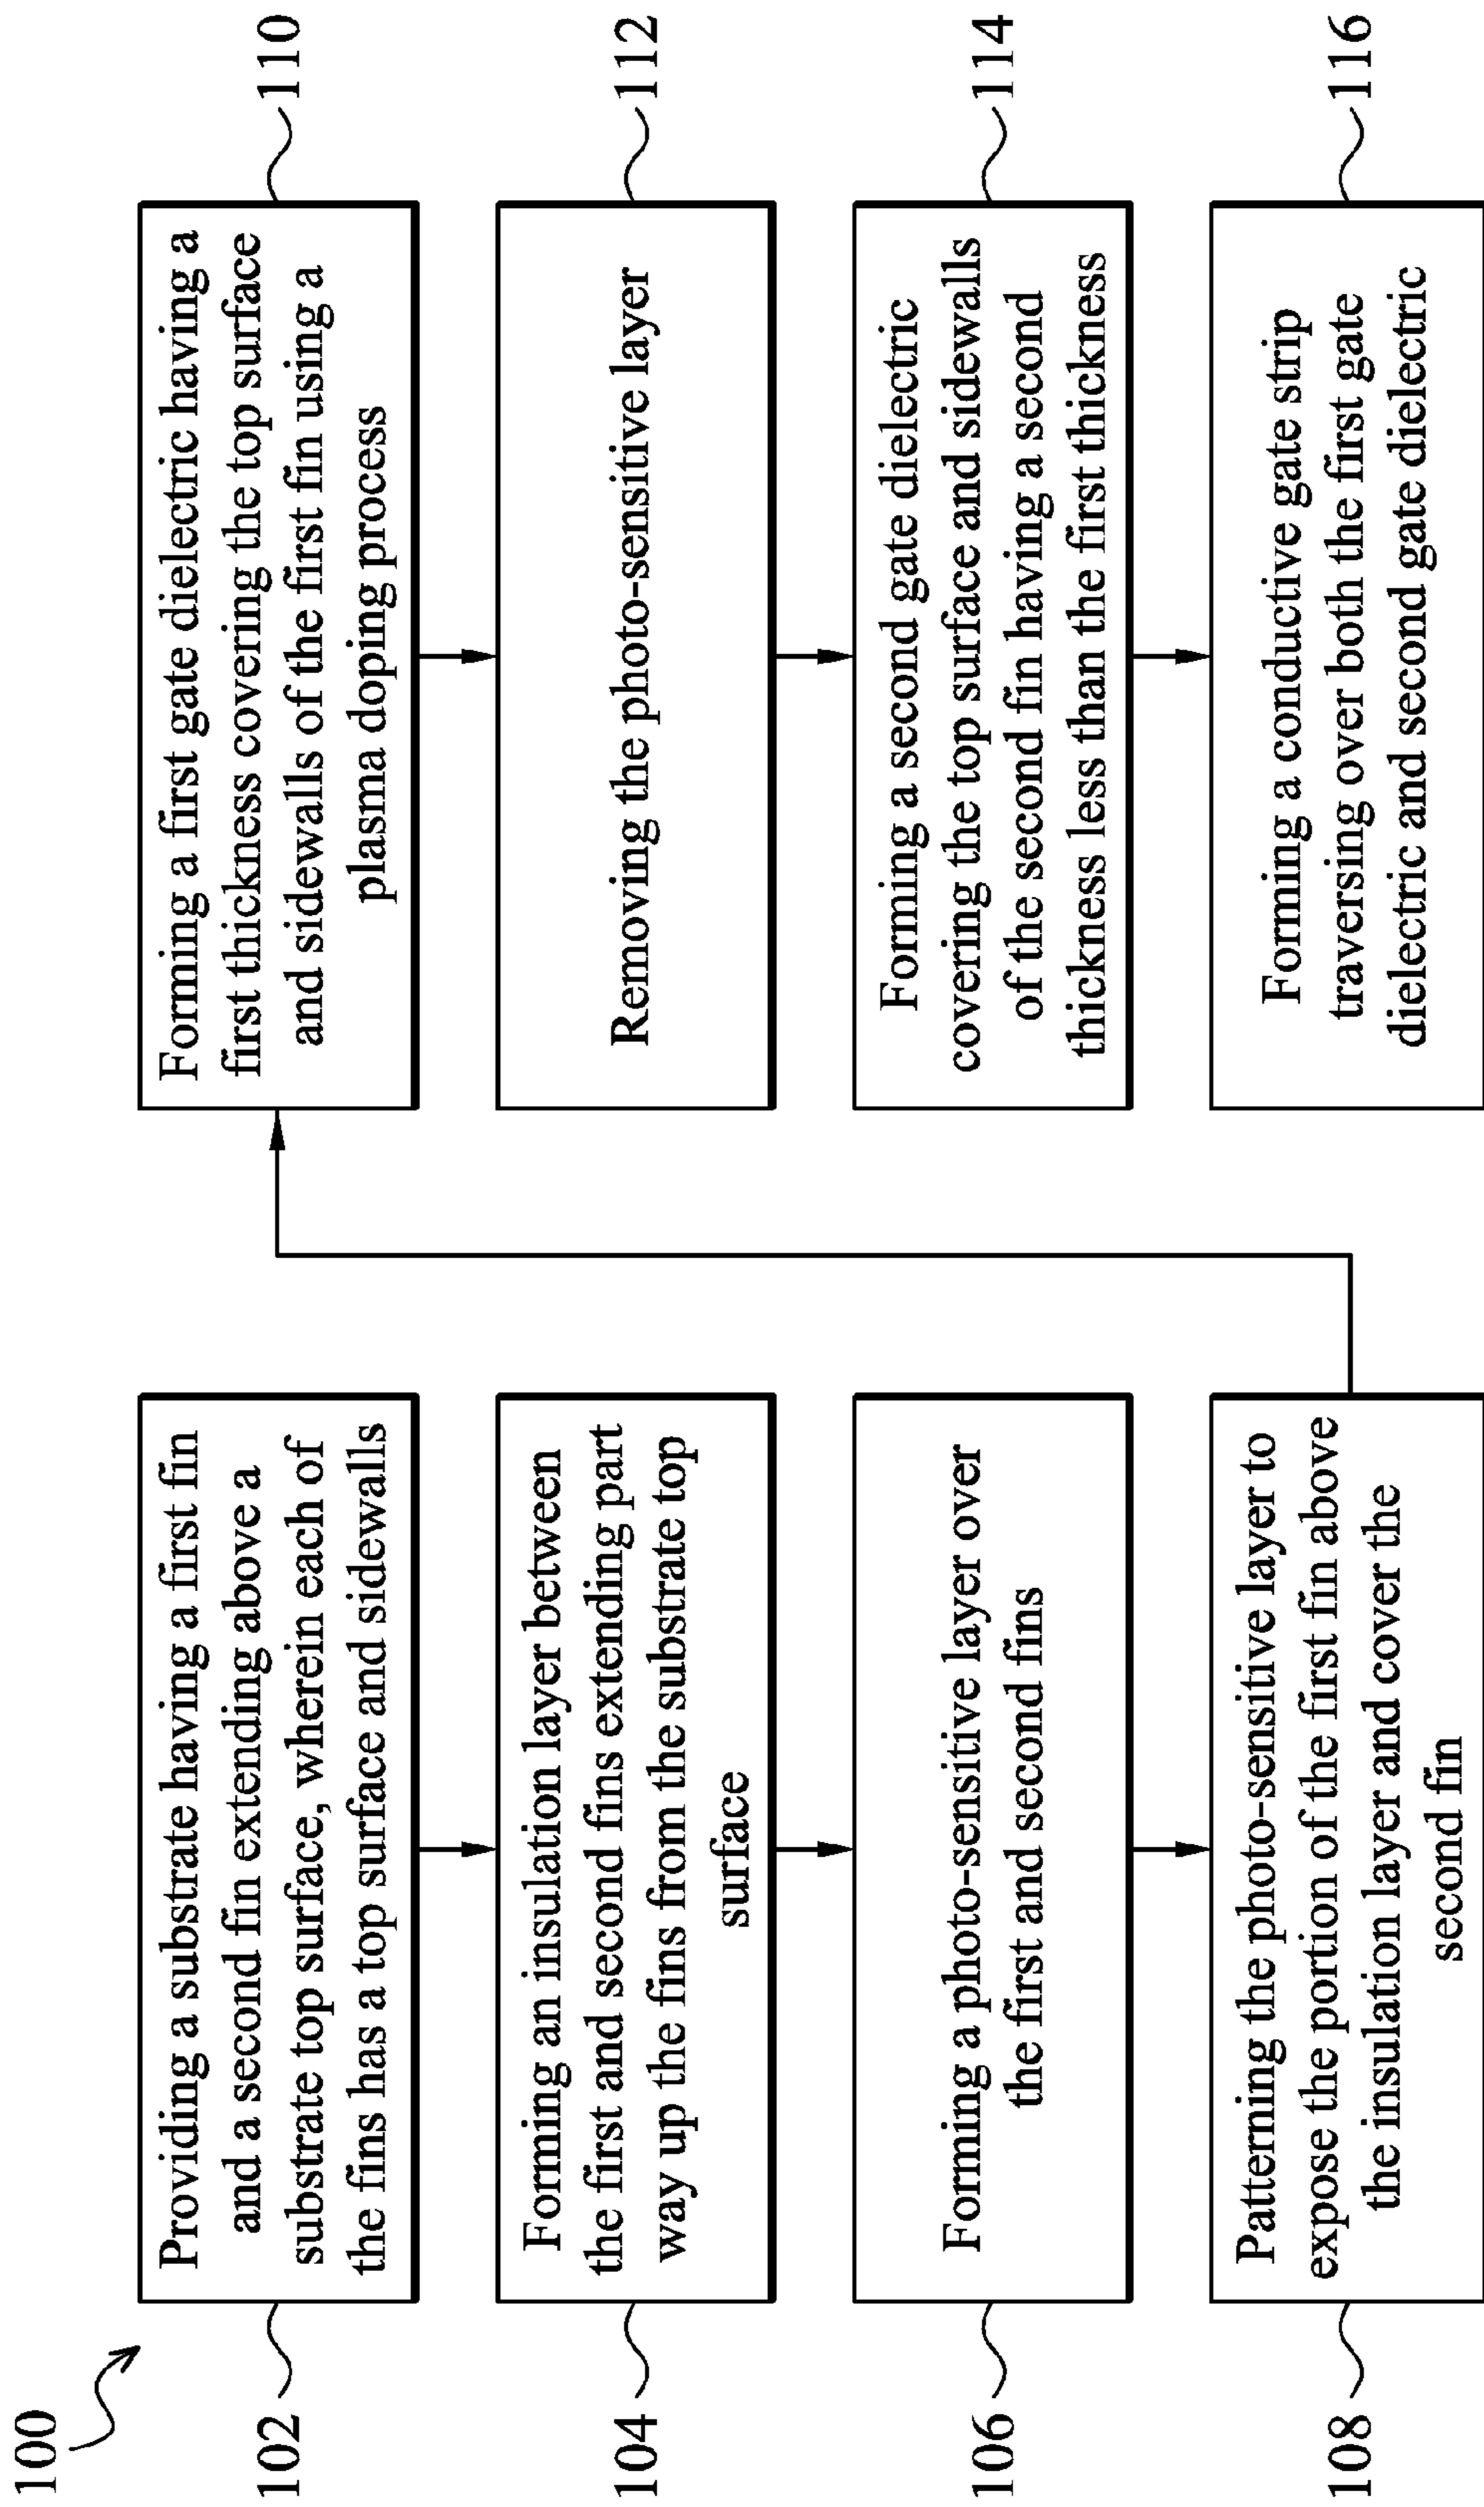 100
102
Providing a substrate having a first fin
and a second fin extending above a
substrate top surface, wherein each of
the fins has a top surface and sidewalls
104
Forming an insulation layer between
the first and second fins extending part
way up the fins from the substrate top
surface
106
Forming a photo-sensitive layer over
the first and second fins
108
Patterning the photo-sensitive layer to
expose the portion of the first fin above
the insulation layer and cover the
second fin
110
Forming a first gate dielectric having a
first thickness covering the top surface
and sidewalls of the first fin using a
plasma doping process
112
Removing the photo-sensitive layer
114
Forming a second gate dielectric
covering the top surface and sidewalls
of the second fin having a second
thickness less than the first thickness
116
Forming a conductive gate strip
traversing over both the first gate
dielectric and second gate dielectric